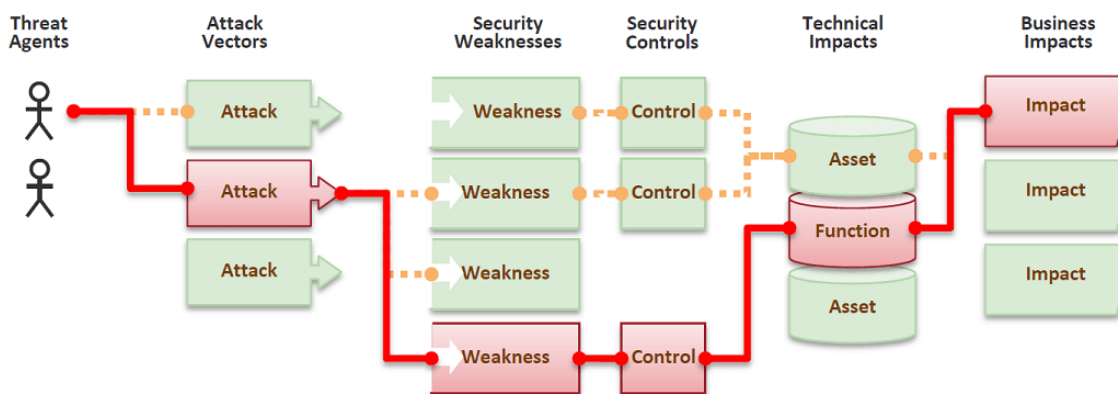 Threat
Agents
Attack
Vectors
Security
Weaknesses
Security
Controls
Technical
Impacts
Business
Impacts
Attack
Weakness
Control
Impact
Asset
Attack
Weakness
Control
Impact
Function
Attack
Weakness
Impact
Asset
Weakness
Control